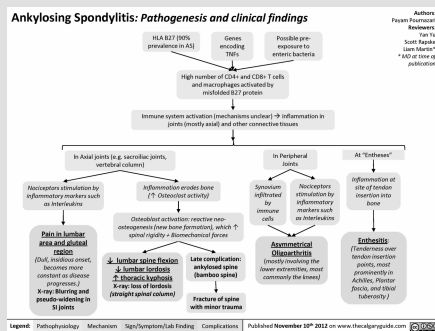 Ankylosing Spondylitis: Pathogenesis and clinical findings
Authors:
Payam Pournazari
Reviewers:
Yan Yu
Scott Rapske
Liam Martin*
* MD at time of
publication
HLA B27 (90%
prevalence in AS)
Genes
encoding
TNFs
Possible pre-
exposure to
enteric bacteria
High number of CD4+ and CD8+ T cells
and macrophages activated by
misfolded B27 protein
Immune system activation (mechanisms unclear) → inflammation in
joints (mostly axial) and other connective tissues
In Axial joints (e.g. sacroiliac joints,
vertebral column)
In Peripheral
Joints
At "Entheses"
Nociceptors stimulation by
Inflammatory markers such
as Interleukins
Inflammation erodes bone
(↑ Osteoclast activity)
Synovium
infiltrated
by
immune
cells
Nociceptors
stimulation by
Inflammatory
markers such
as Interleukins
Inflammation at
site of tendon
insertion into
bone
Osteoblast activation: reactive neo-
osteogenesis (new bone formation), which ↑
spinal rigidity + Biomechanical forces
Pain in lumbar
area and gluteal
region
(Dull, insidious onset,
becomes more
constant as disease
progresses.)
X-ray: Blurring and
pseudo-widening in
SI joints
↓ lumbar spine flexion
↓ lumbar lordosis
↑ thoracic kyphosis
X-ray: loss of lordosis
(straight spinal column)
Late complication:
ankylosed spine
(bamboo spine)
Fracture of spine
with minor trauma
Asymmetrical
Oligoarthritis
(mostly involving the
lower extremities, most
commonly the knees)
Enthesitis:
(Tenderness over
tendon insertion
points, most
prominently in
Achilles, Plantar
fascia, and tibial
tuberosity )
Legend: Pathophysiology Mechanism Sign/Symptom/Lab Finding Complications Published November 10th 2012 on www.thecalgaryguide.com